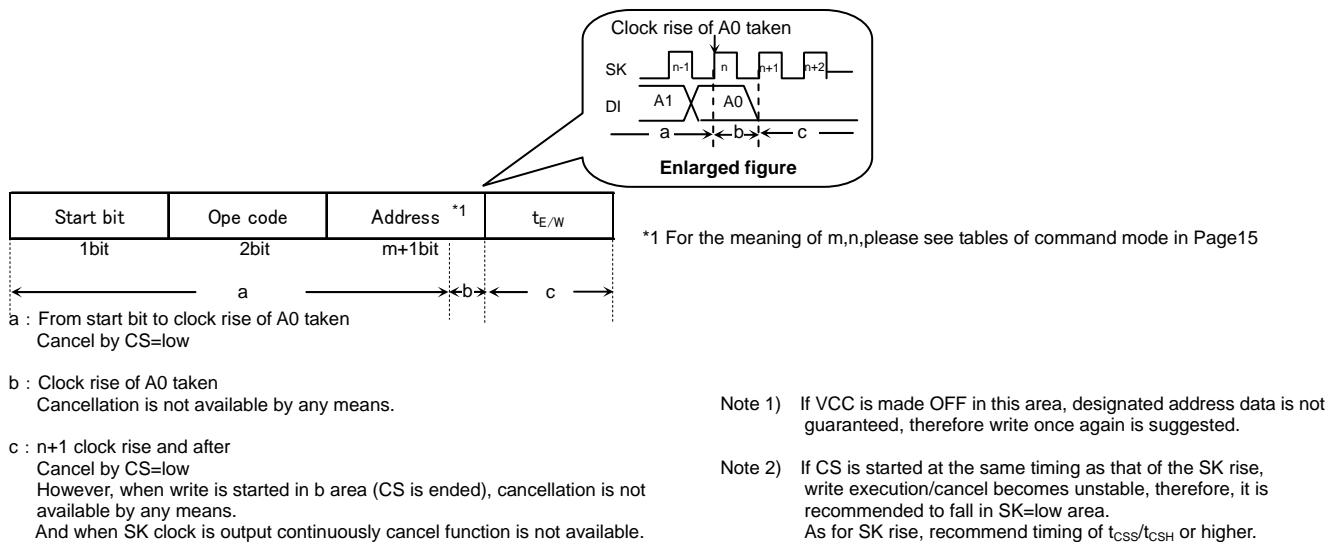 Clock rise of A0 taken
SK n-1 n n+1 n+2
DI A1 A0
a b c
Enlarged figure
Start bit Ope code Address *1 tE/W
1bit 2bit m+1bit
*1 For the meaning of m,n,please see tables of command mode in Page15
a b c
a : From start bit to clock rise of A0 taken
Cancel by CS=low
b : Clock rise of A0 taken
Cancellation is not available by any means.
c : n+1 clock rise and after
Cancel by CS=low
However, when write is started in b area (CS is ended), cancellation is not
available by any means.
And when SK clock is output continuously cancel function is not available.
Note 1) If VCC is made OFF in this area, designated address data is not
guaranteed, therefore write once again is suggested.
Note 2) If CS is started at the same timing as that of the SK rise,
write execution/cancel becomes unstable, therefore, it is
recommended to fall in SK=low area.
As for SK rise, recommend timing of tCSS/tCSH or higher.